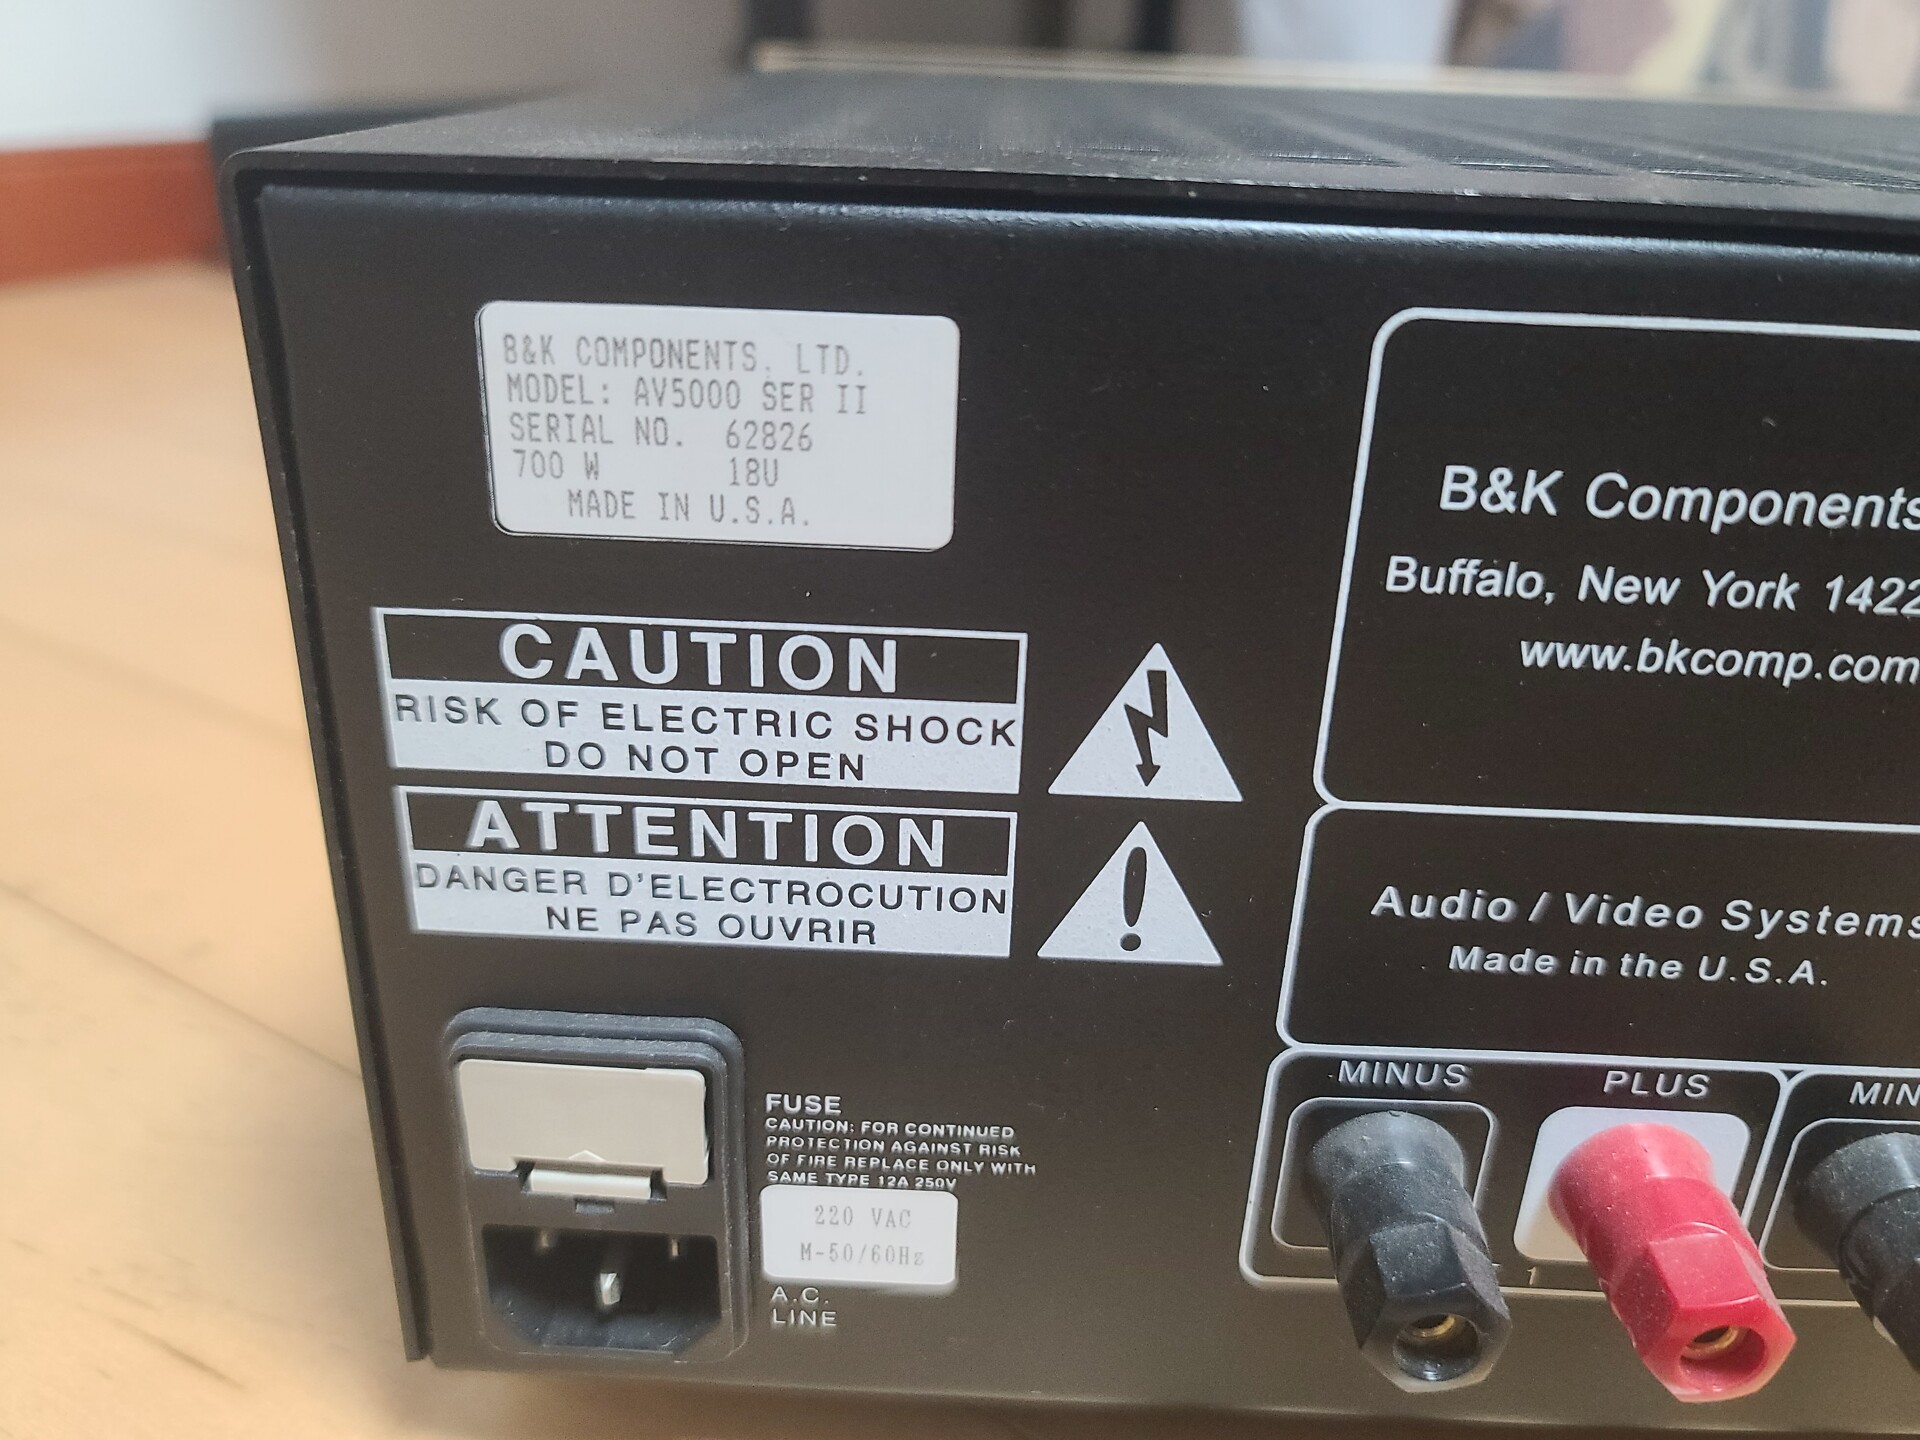 B&K COMPONENTS, LTD.
MODEL: AV5000 SER II
SERIAL NO. 62826
700 W 18U
MADE IN U.S.A.
CAUTION
RISK OF ELECTRIC SHOCK
DO NOT OPEN
ATTENTION
DANGER D'ELECTROCUTION
NE PAS OUVRIR
FUSE
CAUTION: FOR CONTINUED
PROTECTION AGAINST RISK
OF FIRE REPLACE ONLY WITH
SAME TYPE 12A 250V
220 VAC
M-50/60Hz
A.C.
LINE
B&K Components
Buffalo, New York 1422
www.bkcomp.com
Audio / Video Systems
Made in the U.S.A.
MINUS
PLUS
MIN